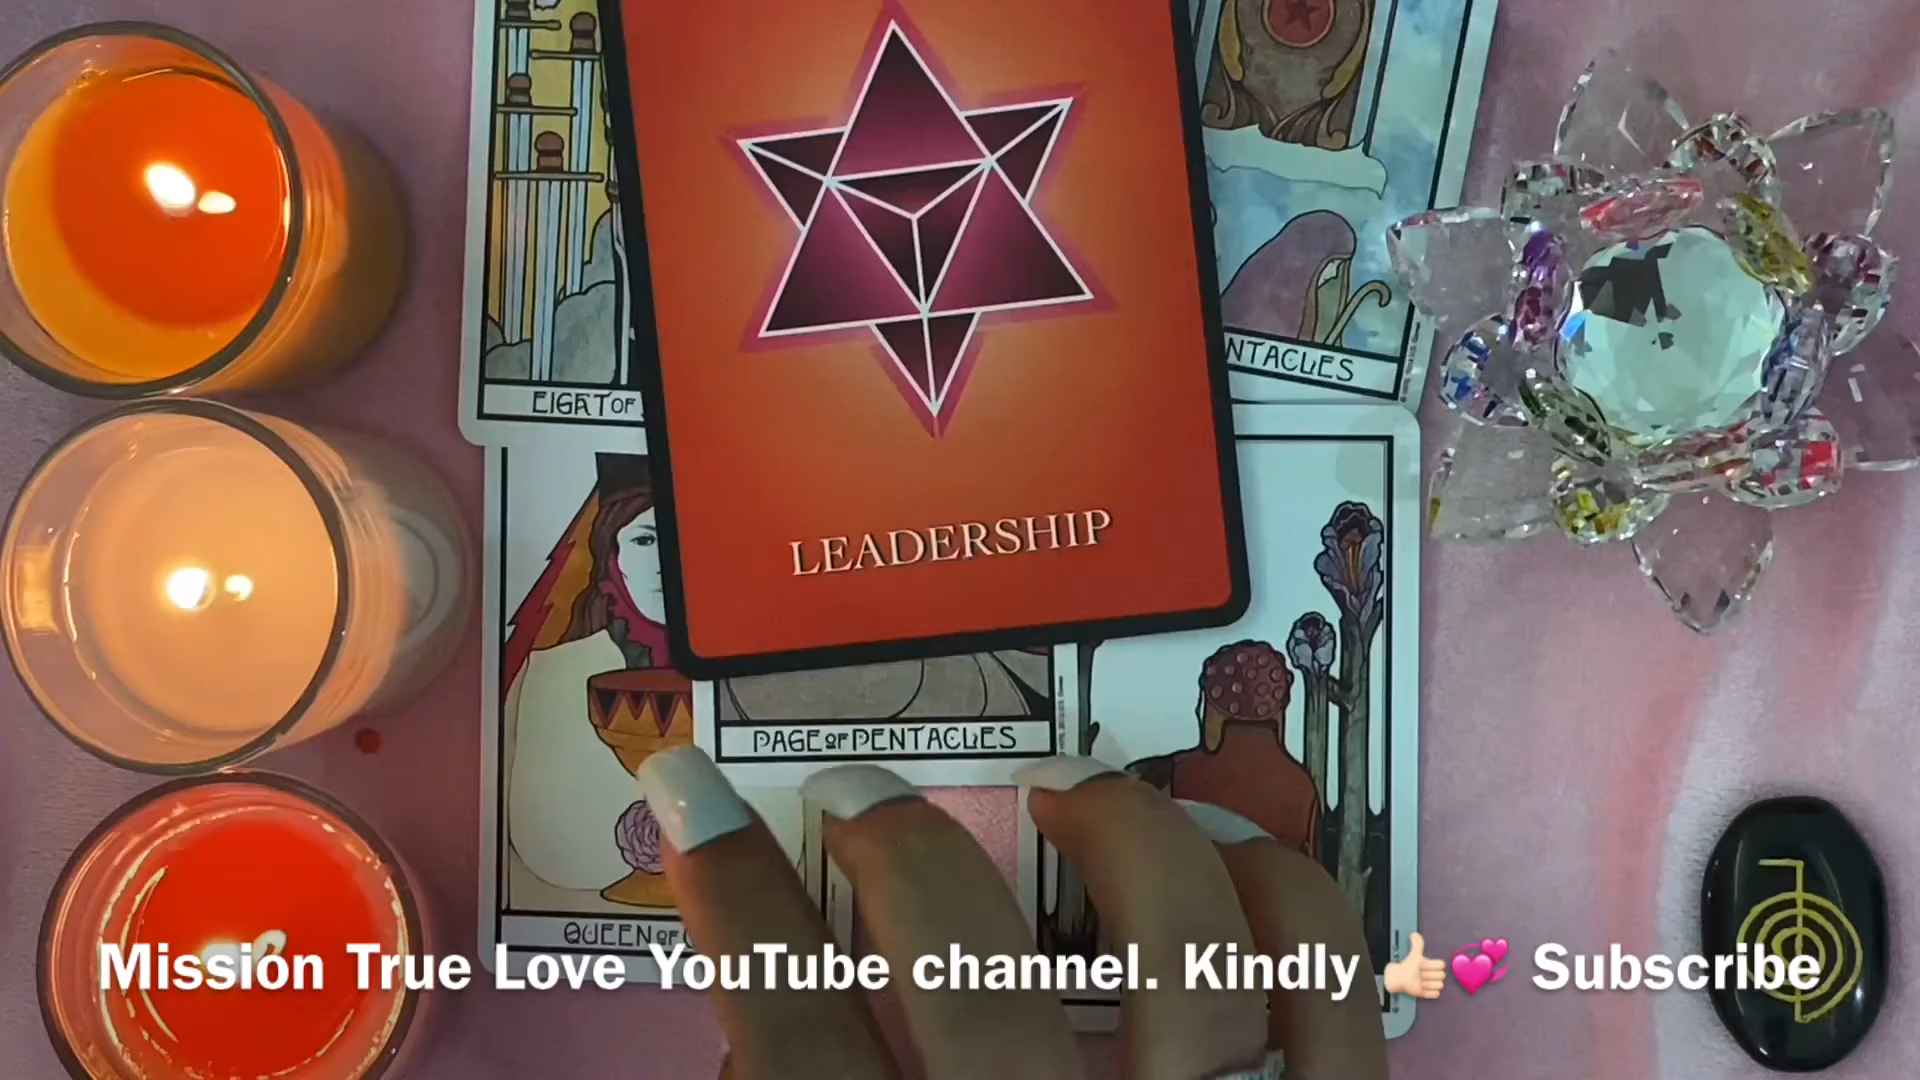 EIGHT OF
NTACLES
LEADERSHIP
PAGE OF PENTACLES
QUEEN OF
Mission True Love YouTube channel. Kindly 👍🏻💞 Subscribe